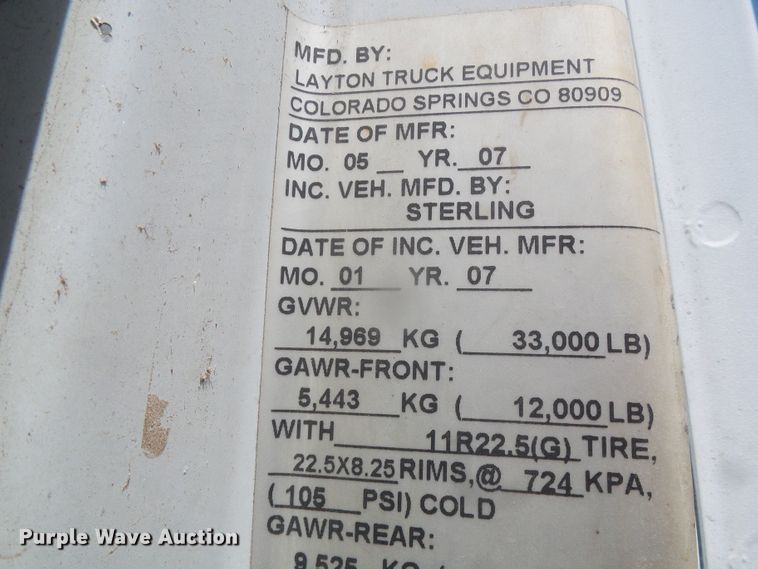 MFD. BY:
LAYTON TRUCK EQUIPMENT
COLORADO SPRINGS CO 80909
DATE OF MFR:
MO. 05 YR. 07
INC. VEH. MFD. BY:
STERLING
DATE OF INC. VEH. MFR:
MO. 01 YR. 07
GVWR:
14,969 KG ( 33,000 LB)
GAWR-FRONT:
5,443 KG ( 12,000 LB)
WITH 11R22.5(G) TIRE,
22.5X8.25 RIMS,@ 724 KPA,
(105 PSI) COLD
GAWR-REAR:
9,525 KG (
Purple Wave Auction